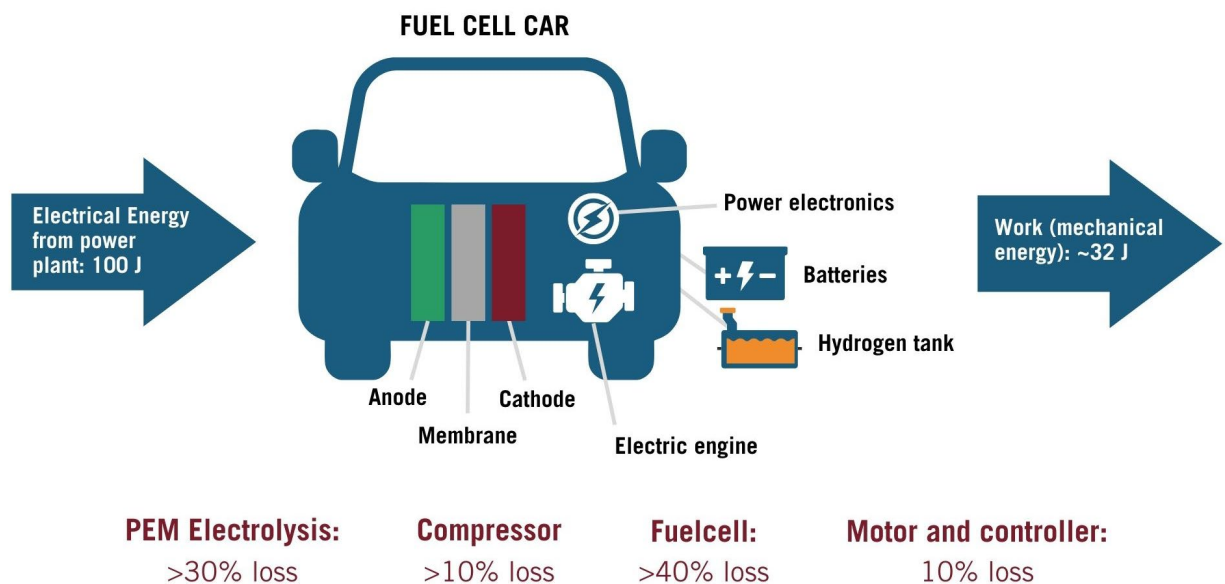 FUEL CELL CAR
Electrical Energy
from power
plant: 100 J
Power electronics
Work (mechanical
energy): ~32 J
+ −
Batteries
Hydrogen tank
Anode
Cathode
Membrane
Electric engine
PEM Electrolysis:
>30% loss
Compressor
>10% loss
Fuelcell:
>40% loss
Motor and controller:
10% loss